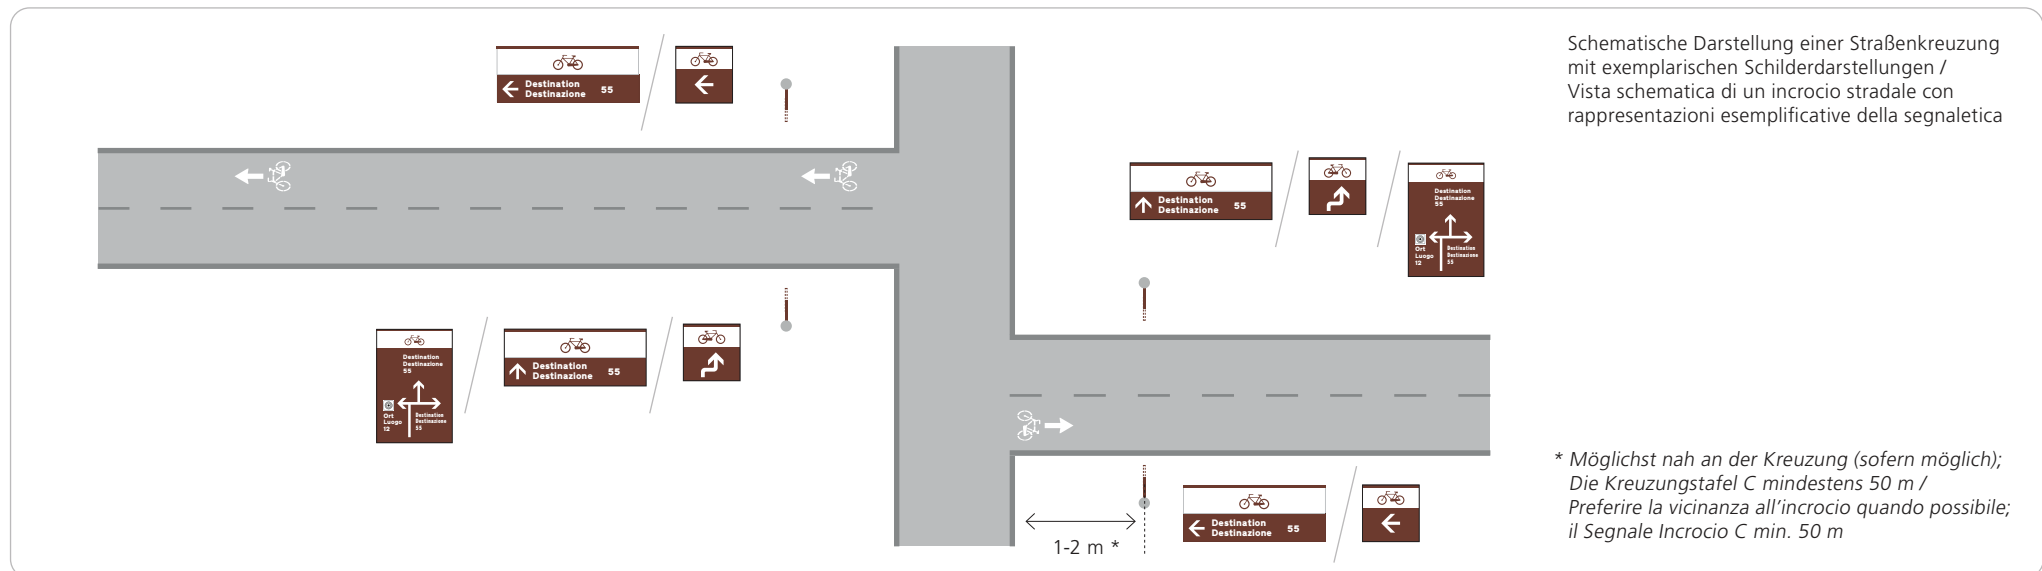 Schematische Darstellung einer Straßenkreuzung
mit exemplarischen Schilderdarstellungen /
Vista schematica di un incrocio stradale con
rappresentazioni esemplificative della segnaletica
Destination
Destinazione 55
Destination
Destinazione 55
Destination
Destinazione
55
Ort
Luogo
12
Destination
Destinazione
55
Destination
Destinazione
55
Ort
Luogo
12
Destination
Destinazione
55
Destination
Destinazione 55
Destination
Destinazione 55
1-2 m *
* Möglichst nah an der Kreuzung (sofern möglich);
Die Kreuzungstafel C mindestens 50 m /
Preferire la vicinanza all’incrocio quando possibile;
il Segnale Incrocio C min. 50 m